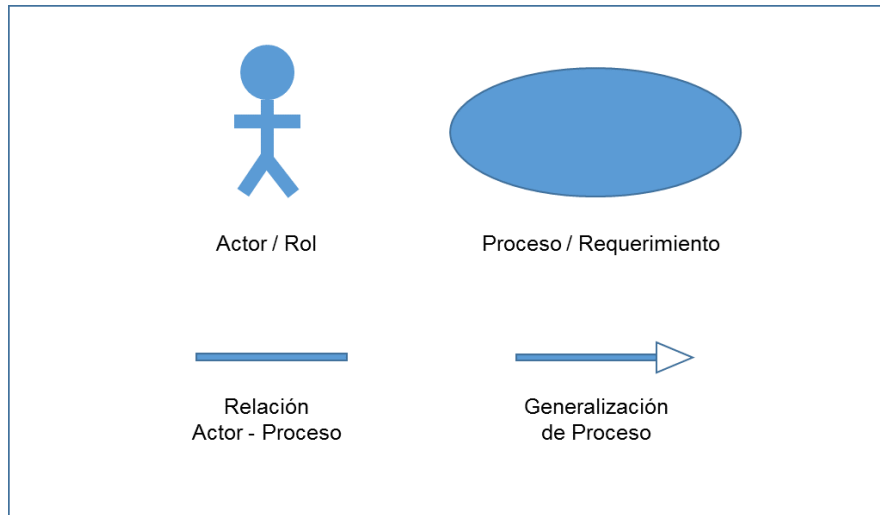 Actor / Rol
Proceso / Requerimiento
Relación
Actor - Proceso
Generalización
de Proceso